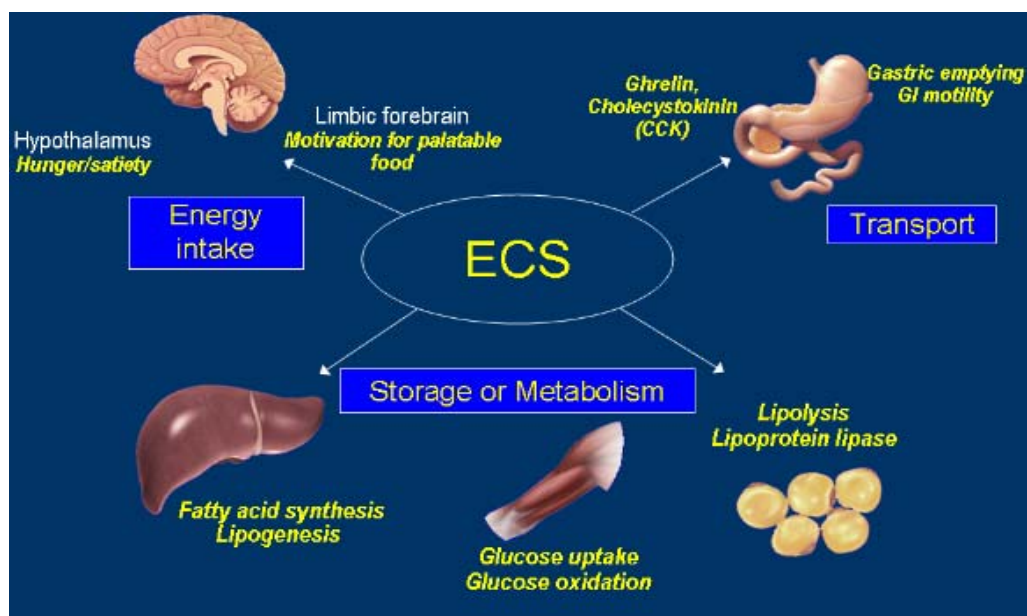 Hypothalamus
Hunger/satiety
Limbic forebrain
Motivation for palatable
food
Energy
intake
Ghrelin,
Cholecystokinin
(CCK)
Gastric emptying
GI motility
Transport
ECS
Storage or Metabolism
Fatty acid synthesis
Lipogenesis
Glucose uptake
Glucose oxidation
Lipolysis
Lipoprotein lipase